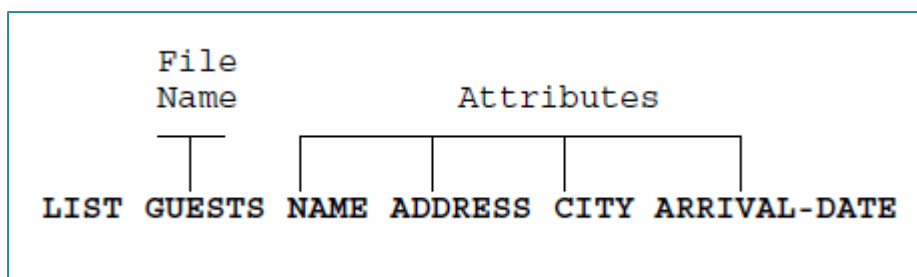 File
Name Attributes
LIST GUESTS NAME ADDRESS CITY ARRIVAL-DATE